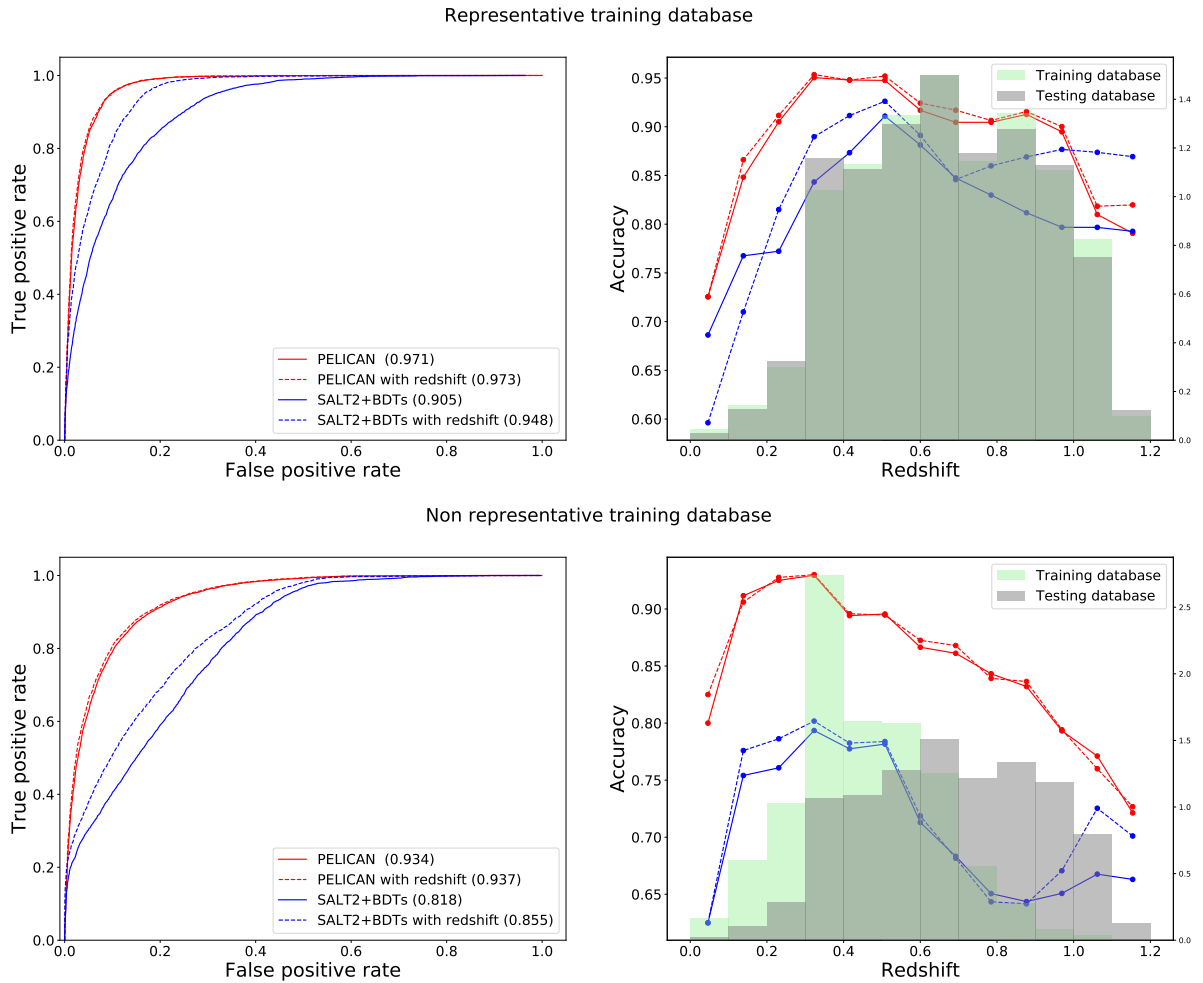 Representative training database
1.0
0.8
0.6
0.4
0.2
0.0
True positive rate
PELICAN  (0.971)
PELICAN with redshift (0.973)
SALT2+BDTs (0.905)
SALT2+BDTs with redshift (0.948)
0.0 0.2 0.4 0.6 0.8 1.0
False positive rate
0.95
0.90
0.85
0.80
0.75
0.70
0.65
0.60
Accuracy
Training database
Testing database
1.4
1.2
1.0
0.8
0.6
0.4
0.2
0.0
0.0 0.2 0.4 0.6 0.8 1.0 1.2
Redshift
Non representative training database
1.0
0.8
0.6
0.4
0.2
0.0
True positive rate
PELICAN  (0.934)
PELICAN with redshift (0.937)
SALT2+BDTs (0.818)
SALT2+BDTs with redshift (0.855)
0.0 0.2 0.4 0.6 0.8 1.0
False positive rate
0.90
0.85
0.80
0.75
0.70
0.65
Accuracy
Training database
Testing database
2.5
2.0
1.5
1.0
0.5
0.0
0.0 0.2 0.4 0.6 0.8 1.0 1.2
Redshift